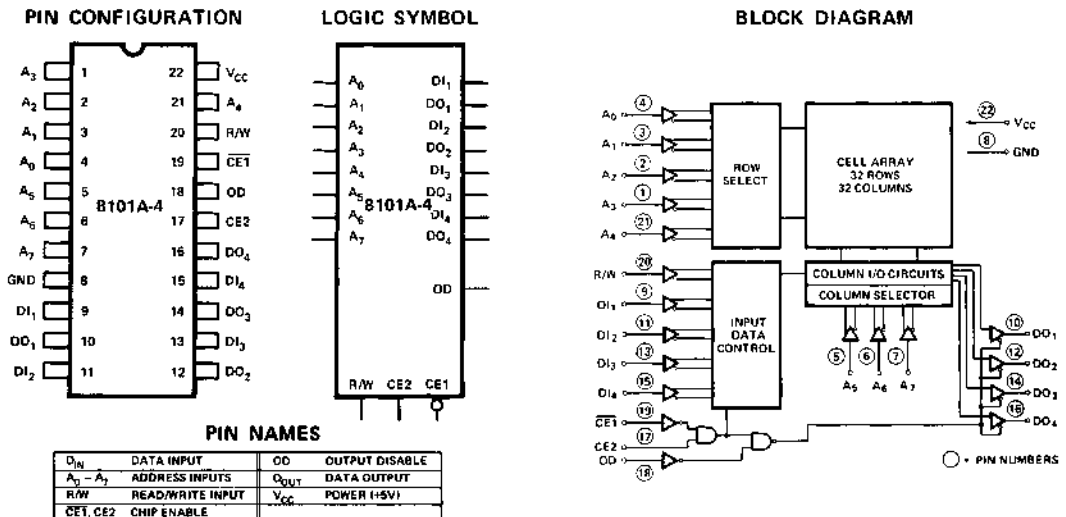 PIN CONFIGURATION
A3 1 22 VCC
A2 2 21 A4
A1 3 20 R/W
A0 4 19 CE1
A5 5 18 OD
A6 6 17 CE2
A7 7 16 DO4
GND 8 15 DI4
DI1 9 14 DO3
DO1 10 13 DI3
DI2 11 12 DO2
8101A-4
LOGIC SYMBOL
A0 DI1
A1 DO1
A2 DI2
A3 DO2
A4 DI3
A5 DO3
A6 DI4
A7 DO4
8101A-4
OD
R/W CE2 CE1
BLOCK DIAGRAM
A0 4
A1 3
A2 2
A3 1
A4 21
ROW
SELECT
CELL ARRAY
32 ROWS
32 COLUMNS
22 VCC
8 GND
R/W 20
DI1 9
DI2 11
DI3 13
DI4 15
CE1 19
CE2 17
OD 18
INPUT
DATA
CONTROL
COLUMN I/O CIRCUITS
COLUMN SELECTOR
5 6 7
A5 A6 A7
10 DO1
12 DO2
14 DO3
16 DO4
= PIN NUMBERS
PIN NAMES
DIN DATA INPUT OD OUTPUT DISABLE
A0 – A7 ADDRESS INPUTS DOUT DATA OUTPUT
R/W READ/WRITE INPUT VCC POWER (+5V)
CE1, CE2 CHIP ENABLE